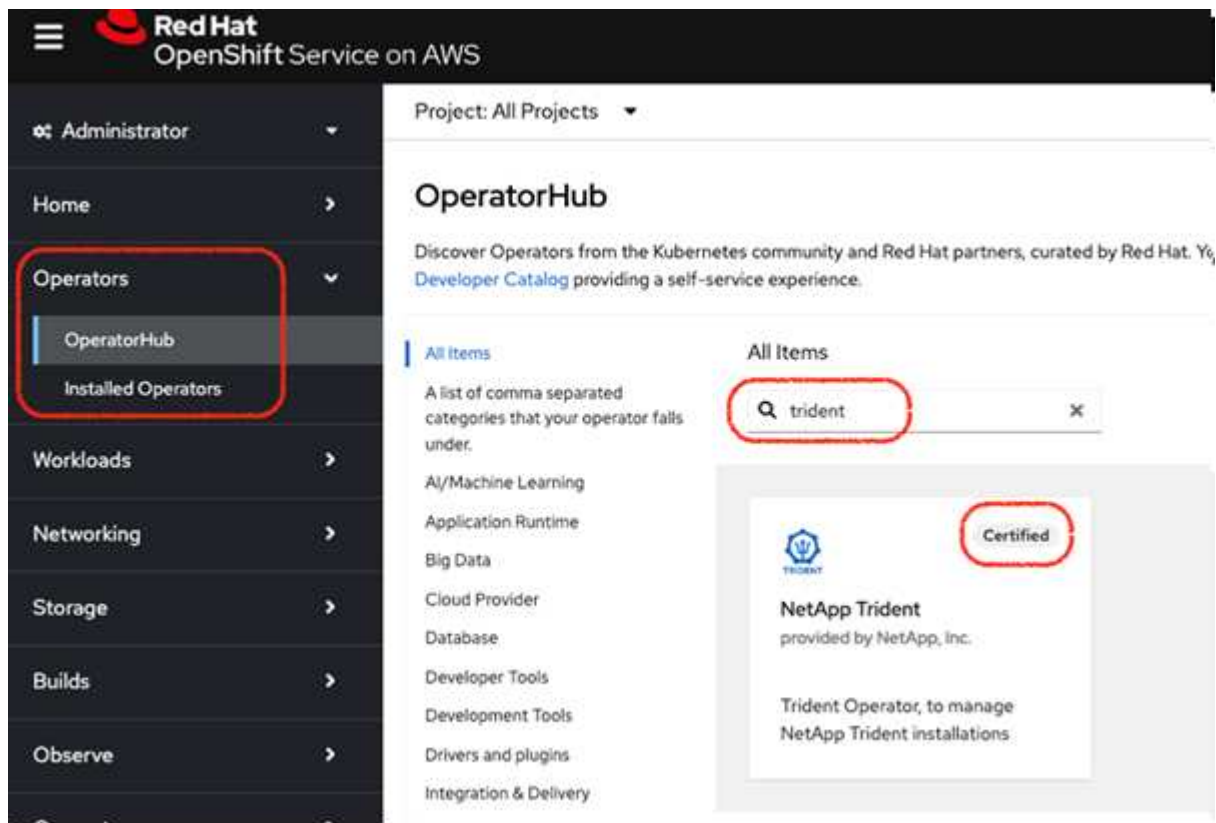 Red Hat
OpenShift Service on AWS
Administrator
Home
Operators
OperatorHub
Installed Operators
Workloads
Networking
Storage
Builds
Observe
Project: All Projects
OperatorHub
Discover Operators from the Kubernetes community and Red Hat partners, curated by Red Hat.
Developer Catalog providing a self-service experience.
All Items
A list of comma separated
categories that your operator falls
under.
AI/Machine Learning
Application Runtime
Big Data
Cloud Provider
Database
Developer Tools
Development Tools
Drivers and plugins
Integration & Delivery
All Items
trident
Certified
TRIDENT
NetApp Trident
provided by NetApp, Inc.
Trident Operator, to manage
NetApp Trident installations